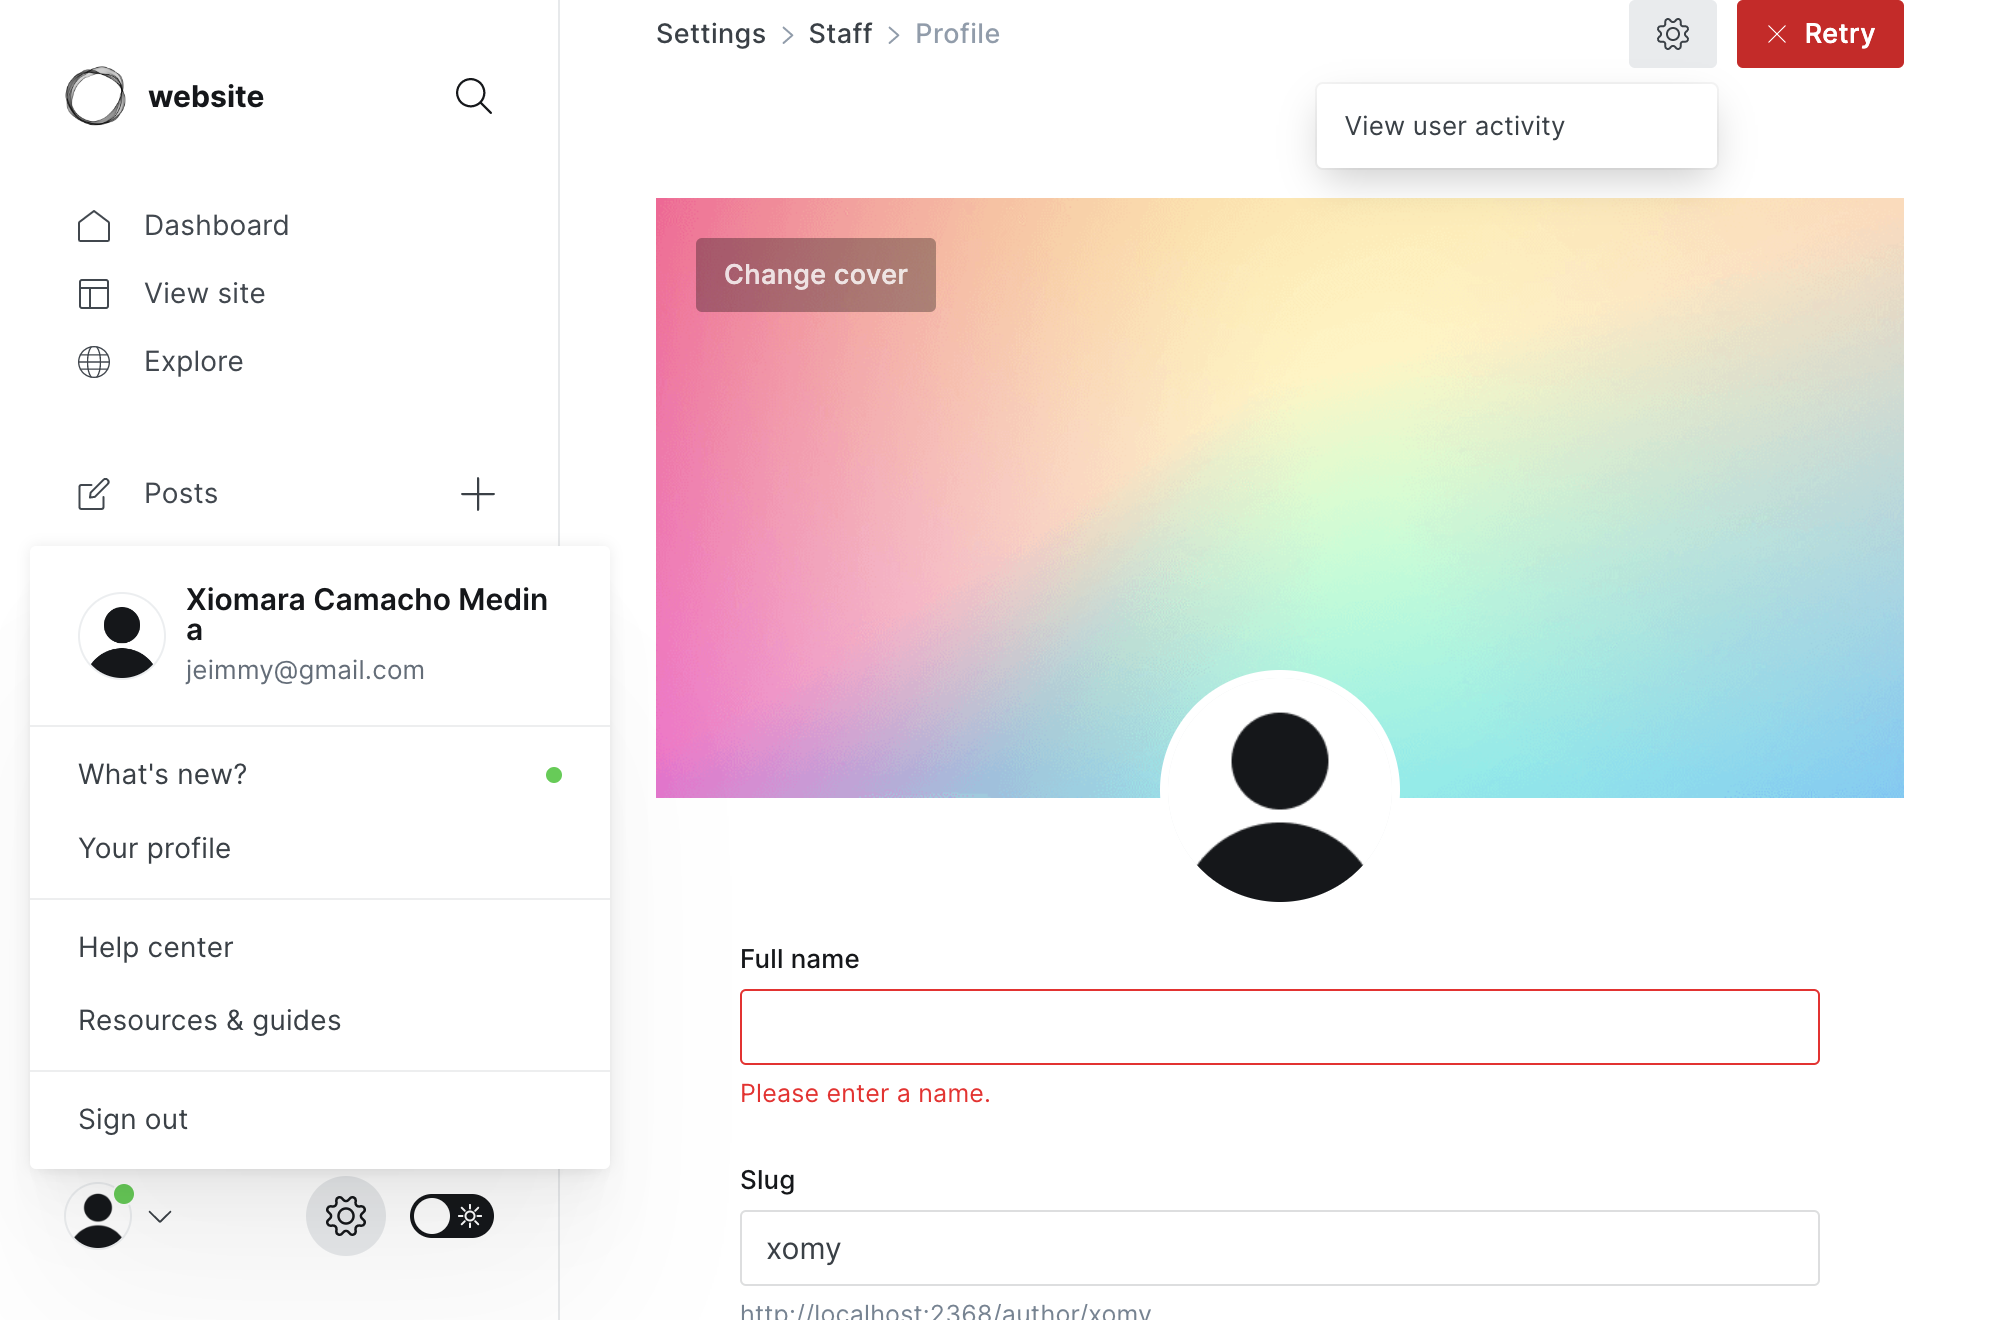 website
Dashboard
View site
Explore
Posts
Xiomara Camacho Medin
a
jeimmy@gmail.com
What's new?
Your profile
Help center
Resources & guides
Sign out
Settings > Staff > Profile
Retry
View user activity
Change cover
Full name
Please enter a name.
Slug
xomy
http://localhost:2368/author/xomy